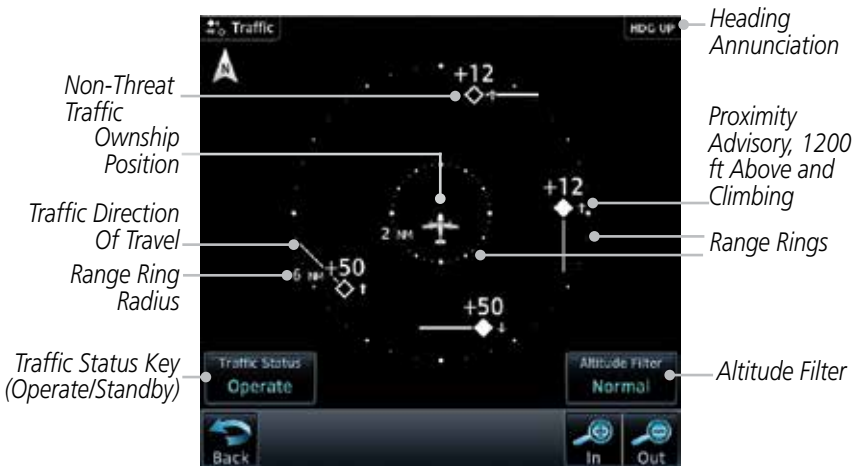 Heading
Annunciation
Traffic
HDG UP
N
Non-Threat
Traffic
Ownship
Position
+12
Proximity
Advisory, 1200
ft Above and
Climbing
+12
Traffic Direction
Of Travel
2 NM
Range Rings
Range Ring
Radius
6 NM
+50
+50
Traffic Status Key
(Operate/Standby)
Traffic Status
Operate
Altitude Filter
Normal
Altitude Filter
Back
In
Out